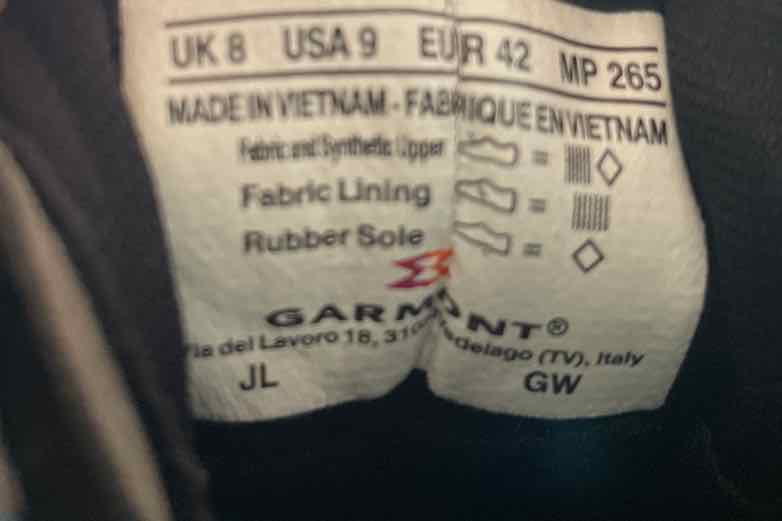 UK 8 USA 9 EUR 42 MP 265
MADE IN VIETNAM - FABRIQUE EN VIETNAM
Fabric and Synthetic Upper =
Fabric Lining =
Rubber Sole =
GARMONT®
Via del Lavoro 18, (TV), Italy
JL GW